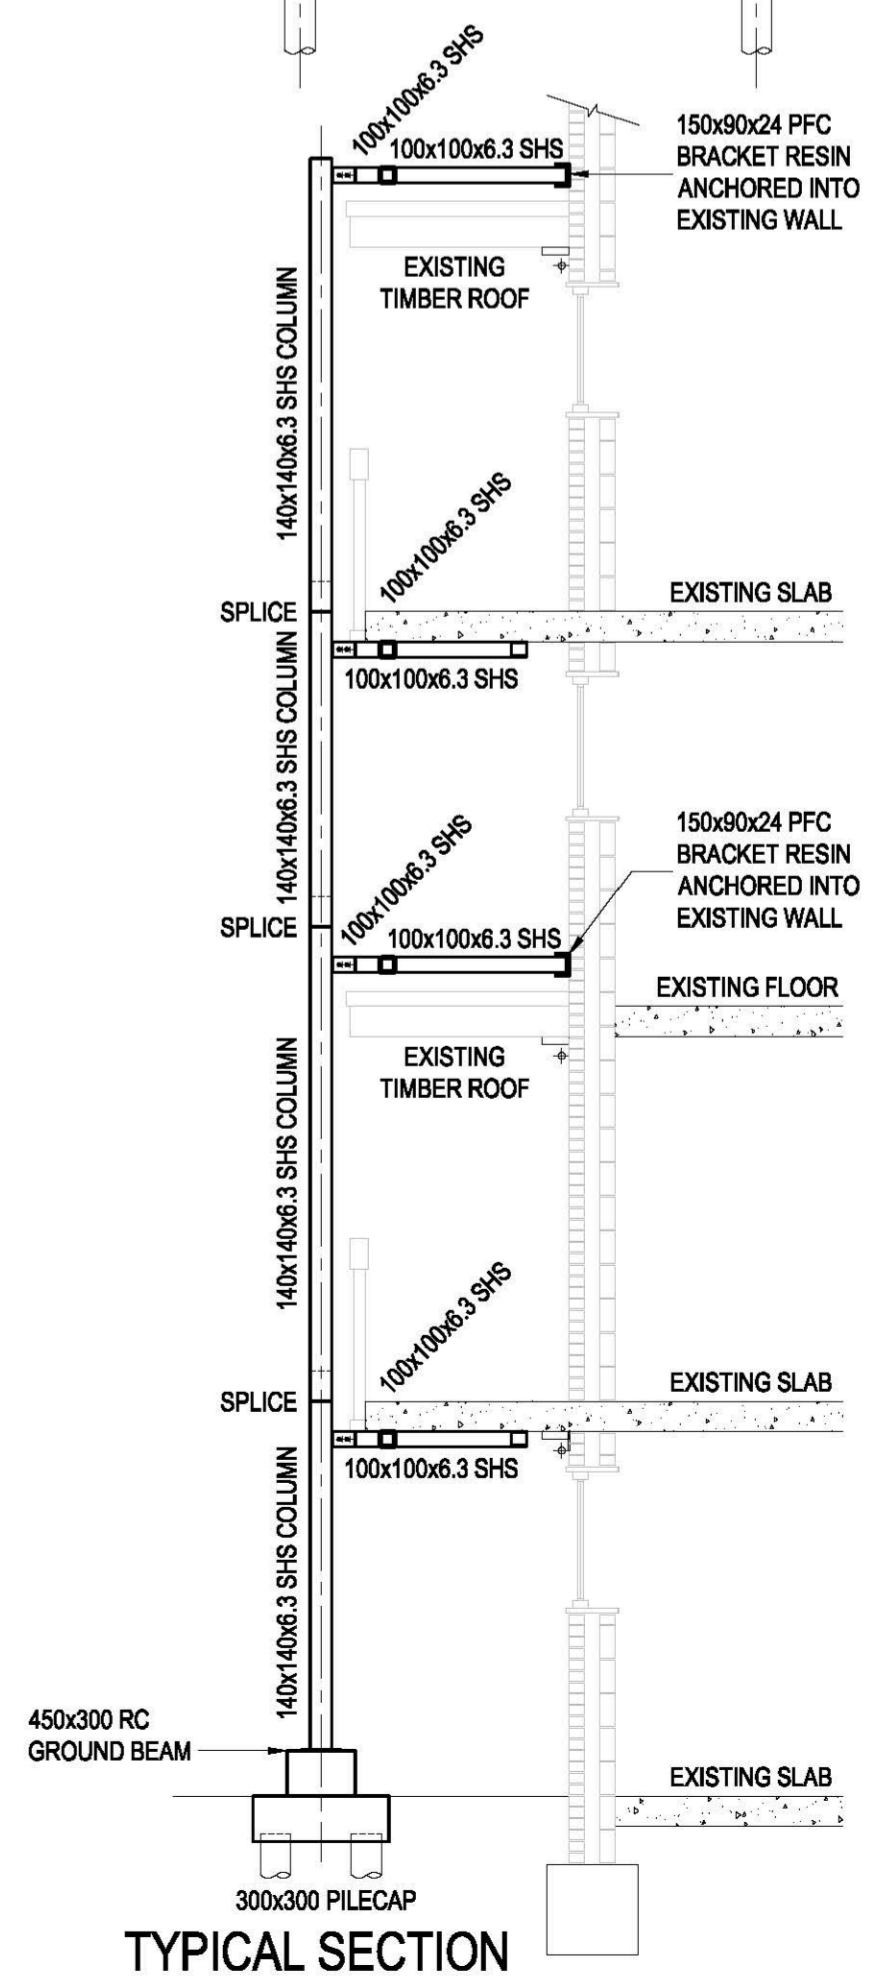 100x100x6.3 SHS
100x100x6.3 SHS
150x90x24 PFC
BRACKET RESIN
ANCHORED INTO
EXISTING WALL
EXISTING
TIMBER ROOF
140x140x6.3 SHS COLUMN
100x100x6.3 SHS
EXISTING SLAB
SPLICE
100x100x6.3 SHS
140x140x6.3 SHS COLUMN
150x90x24 PFC
BRACKET RESIN
ANCHORED INTO
EXISTING WALL
100x100x6.3 SHS
SPLICE
100x100x6.3 SHS
EXISTING FLOOR
EXISTING
TIMBER ROOF
140x140x6.3 SHS COLUMN
100x100x6.3 SHS
EXISTING SLAB
SPLICE
100x100x6.3 SHS
140x140x6.3 SHS COLUMN
450x300 RC
GROUND BEAM
EXISTING SLAB
300x300 PILECAP
TYPICAL SECTION